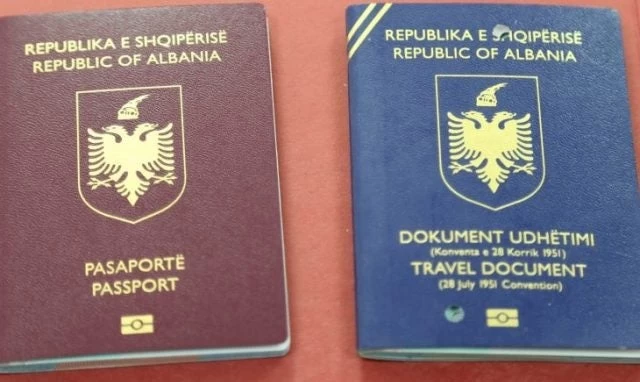 REPUBLIKA E SHQIPËRISË
REPUBLIC OF ALBANIA
PASAPORTË
PASSPORT
REPUBLIKA E SHQIPËRISË
REPUBLIC OF ALBANIA
DOKUMENT UDHËTIMI
(Konventa e 28 Korrik 1951)
TRAVEL DOCUMENT
(28 July 1951 Convention)